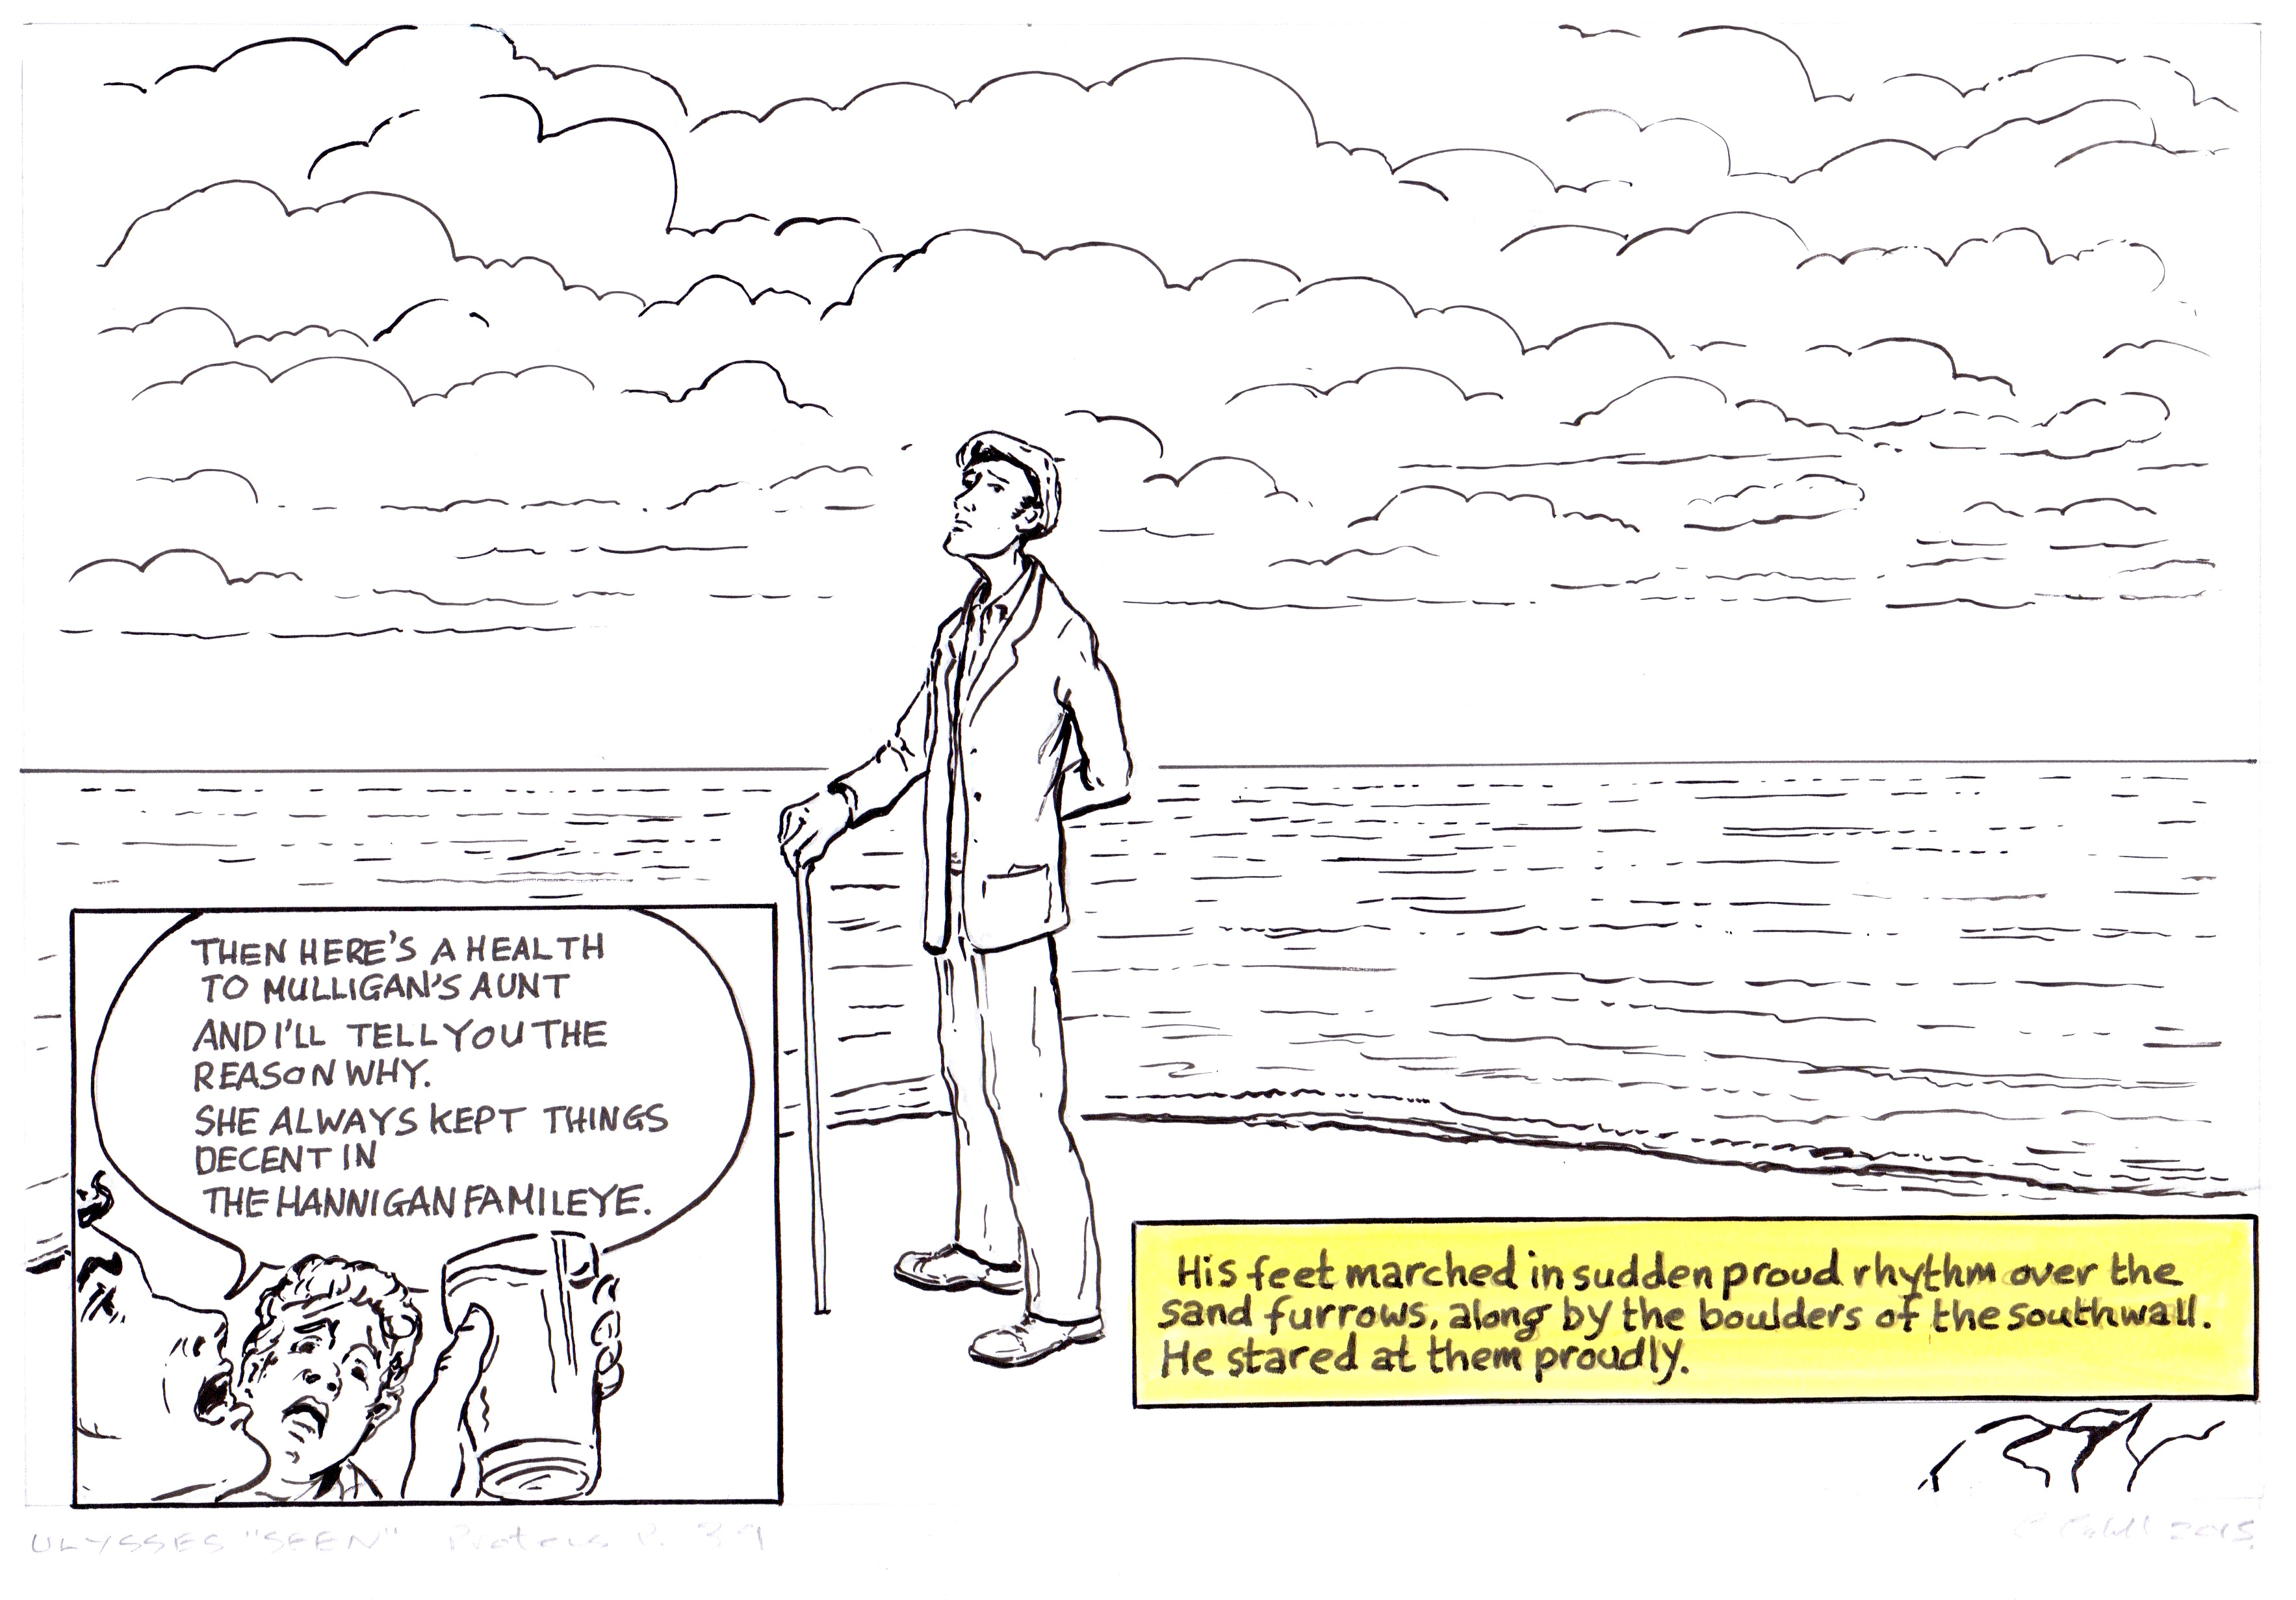 THEN HERE'S A HEALTH
TO MULLIGAN'S AUNT
AND I'LL TELL YOU THE
REASON WHY.
SHE ALWAYS KEPT THINGS
DECENT IN
THE HANNIGAN FAMILEYE.
His feet marched in sudden proud rhythm over the
sand furrows, along by the boulders of the southwall.
He stared at them proudly.
ULYSSES "SEEN" Proteus P. 39
2015